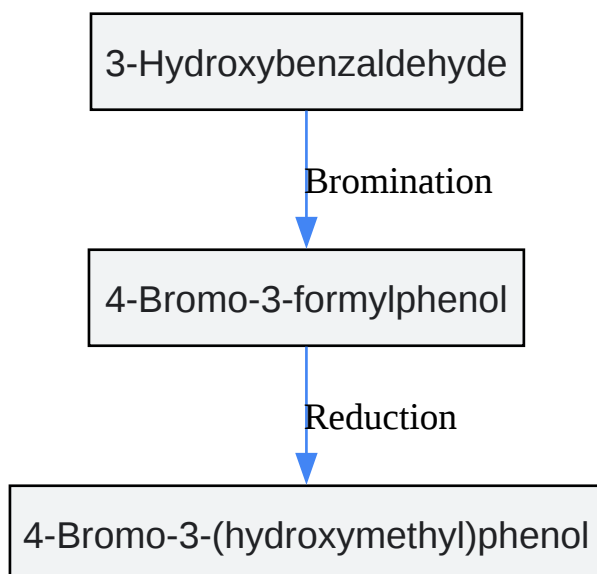 3-Hydroxybenzaldehyde
Bromination
4-Bromo-3-formylphenol
Reduction
4-Bromo-3-(hydroxymethyl)phenol